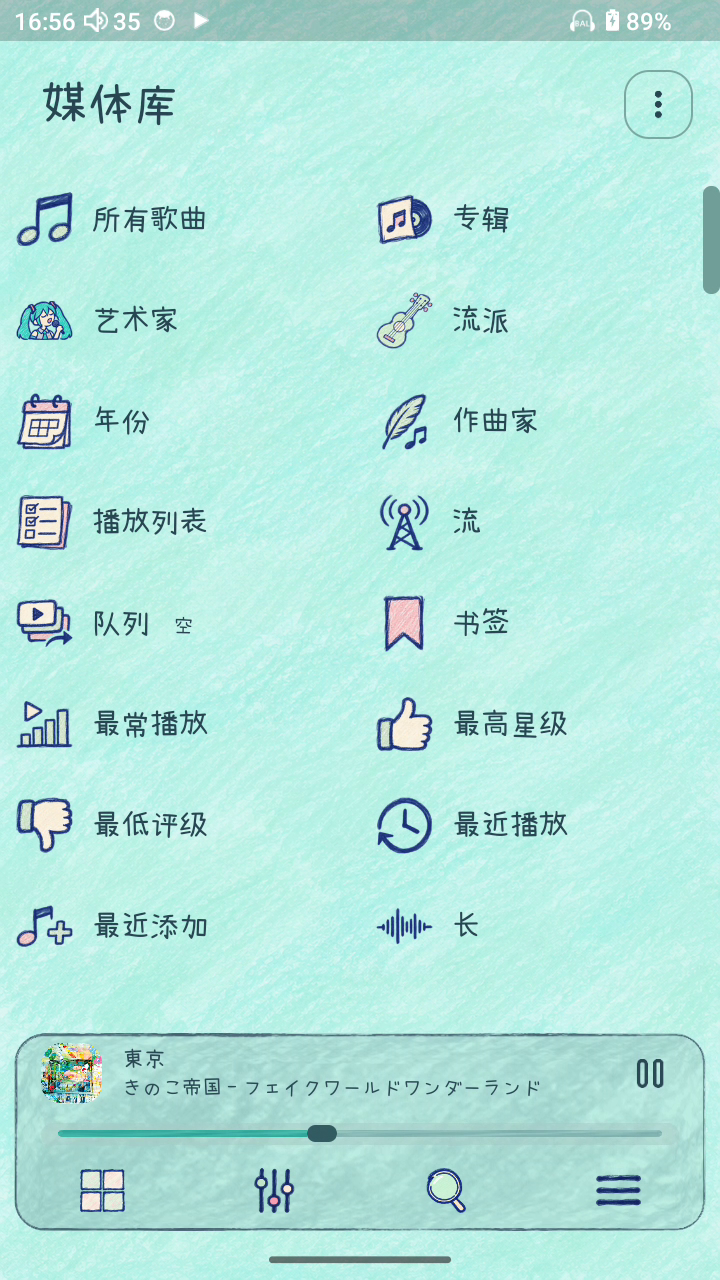 16:56 35 BAL 89%
媒体库
所有歌曲 专辑
艺术家 流派
年份 作曲家
播放列表 流
队列 空 书签
最常播放 最高星级
最低评级 最近播放
最近添加 长
東京
きのこ帝国 - フェイクワールドワンダーランド